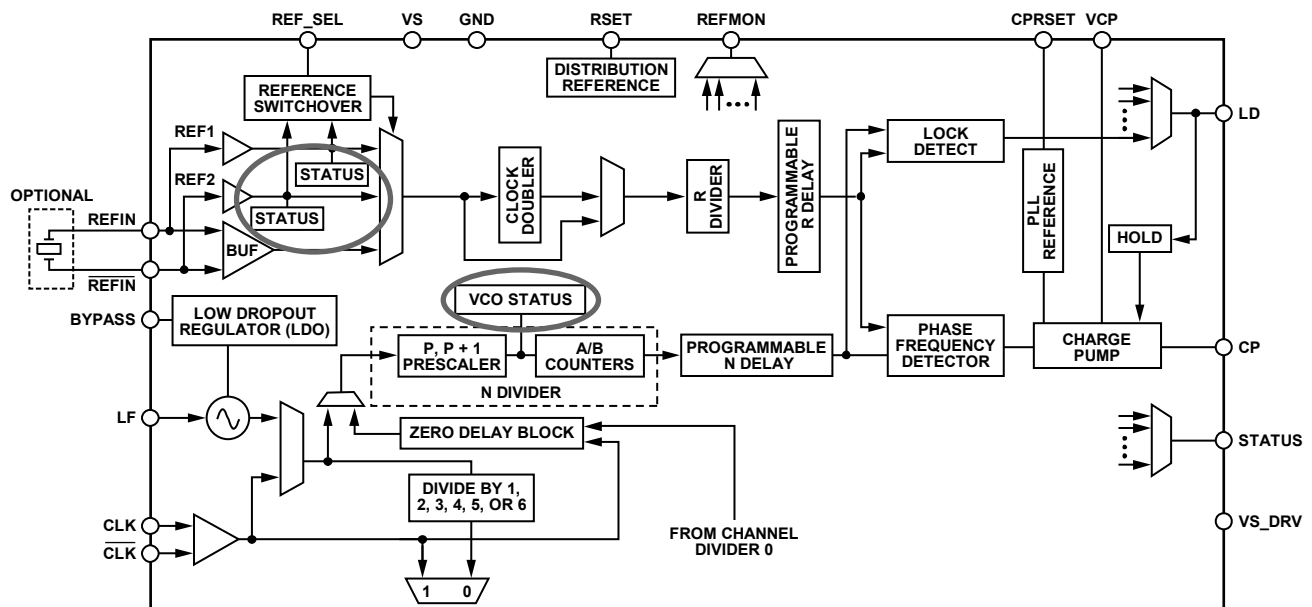 REF_SEL
VS
GND
RSET
REFMON
CPRSET
VCP
DISTRIBUTION
REFERENCE
REFERENCE
SWITCHOVER
REF1
REF2
STATUS
STATUS
BUF
OPTIONAL
REFIN
REFIN
CLOCK
DOUBLER
R
DIVIDER
PROGRAMMABLE
R DELAY
LOCK
DETECT
PLL
REFERENCE
HOLD
LD
BYPASS
LOW DROPOUT
REGULATOR (LDO)
VCO STATUS
P, P + 1
PRESCALER
A/B
COUNTERS
N DIVIDER
PROGRAMMABLE
N DELAY
PHASE
FREQUENCY
DETECTOR
CHARGE
PUMP
CP
LF
ZERO DELAY BLOCK
STATUS
DIVIDE BY 1,
2, 3, 4, 5, OR 6
FROM CHANNEL
DIVIDER 0
VS_DRV
CLK
CLK
1 0